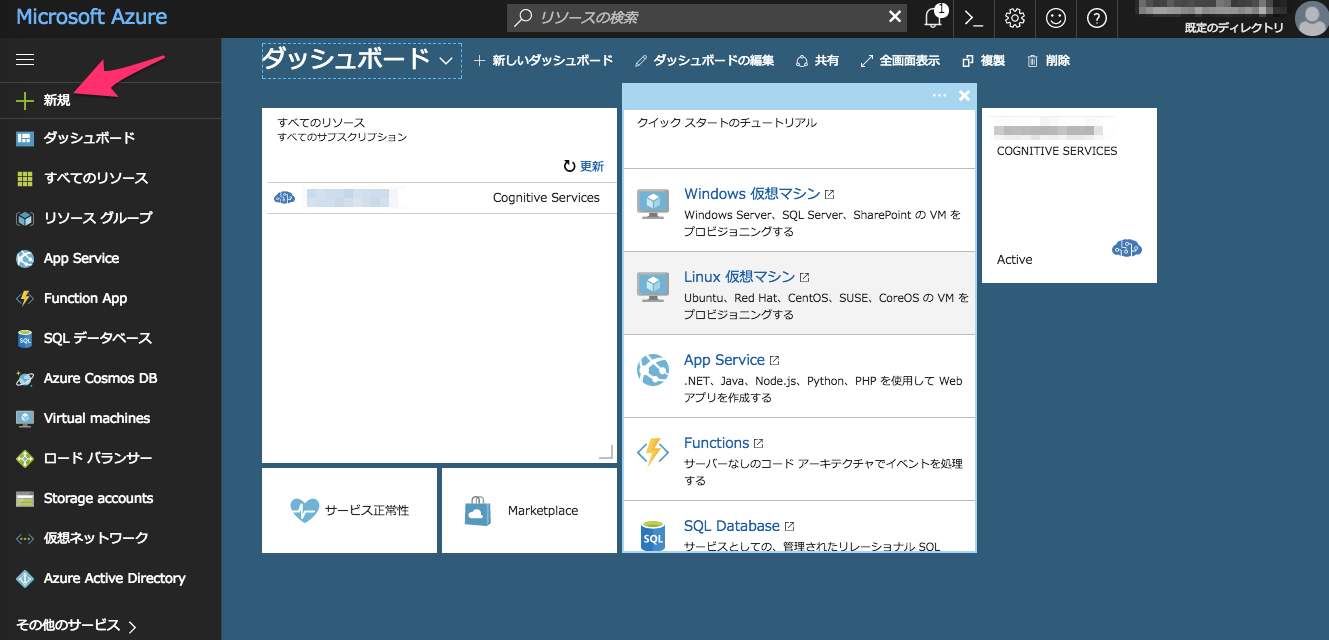 Microsoft Azure
リソースの検索
1
既定のディレクトリ
新規
ダッシュボード
すべてのリソース
リソース グループ
App Service
Function App
SQL データベース
Azure Cosmos DB
Virtual machines
ロード バランサー
Storage accounts
仮想ネットワーク
Azure Active Directory
その他のサービス
ダッシュボード
新しいダッシュボード
ダッシュボードの編集
共有
全画面表示
複製
削除
すべてのリソース
すべてのサブスクリプション
更新
Cognitive Services
サービス正常性
Marketplace
クイック スタートのチュートリアル
Windows 仮想マシン
Windows Server、SQL Server、SharePoint の VM を
プロビジョニングする
Linux 仮想マシン
Ubuntu、Red Hat、CentOS、SUSE、CoreOS の VM を
プロビジョニングする
App Service
.NET、Java、Node.js、Python、PHP を使用して Web
アプリを作成する
Functions
サーバーなしのコード アーキテクチャでイベントを処理
する
SQL
SQL Database
サービスとしての、管理されたリレーショナル SQL
COGNITIVE SERVICES
Active